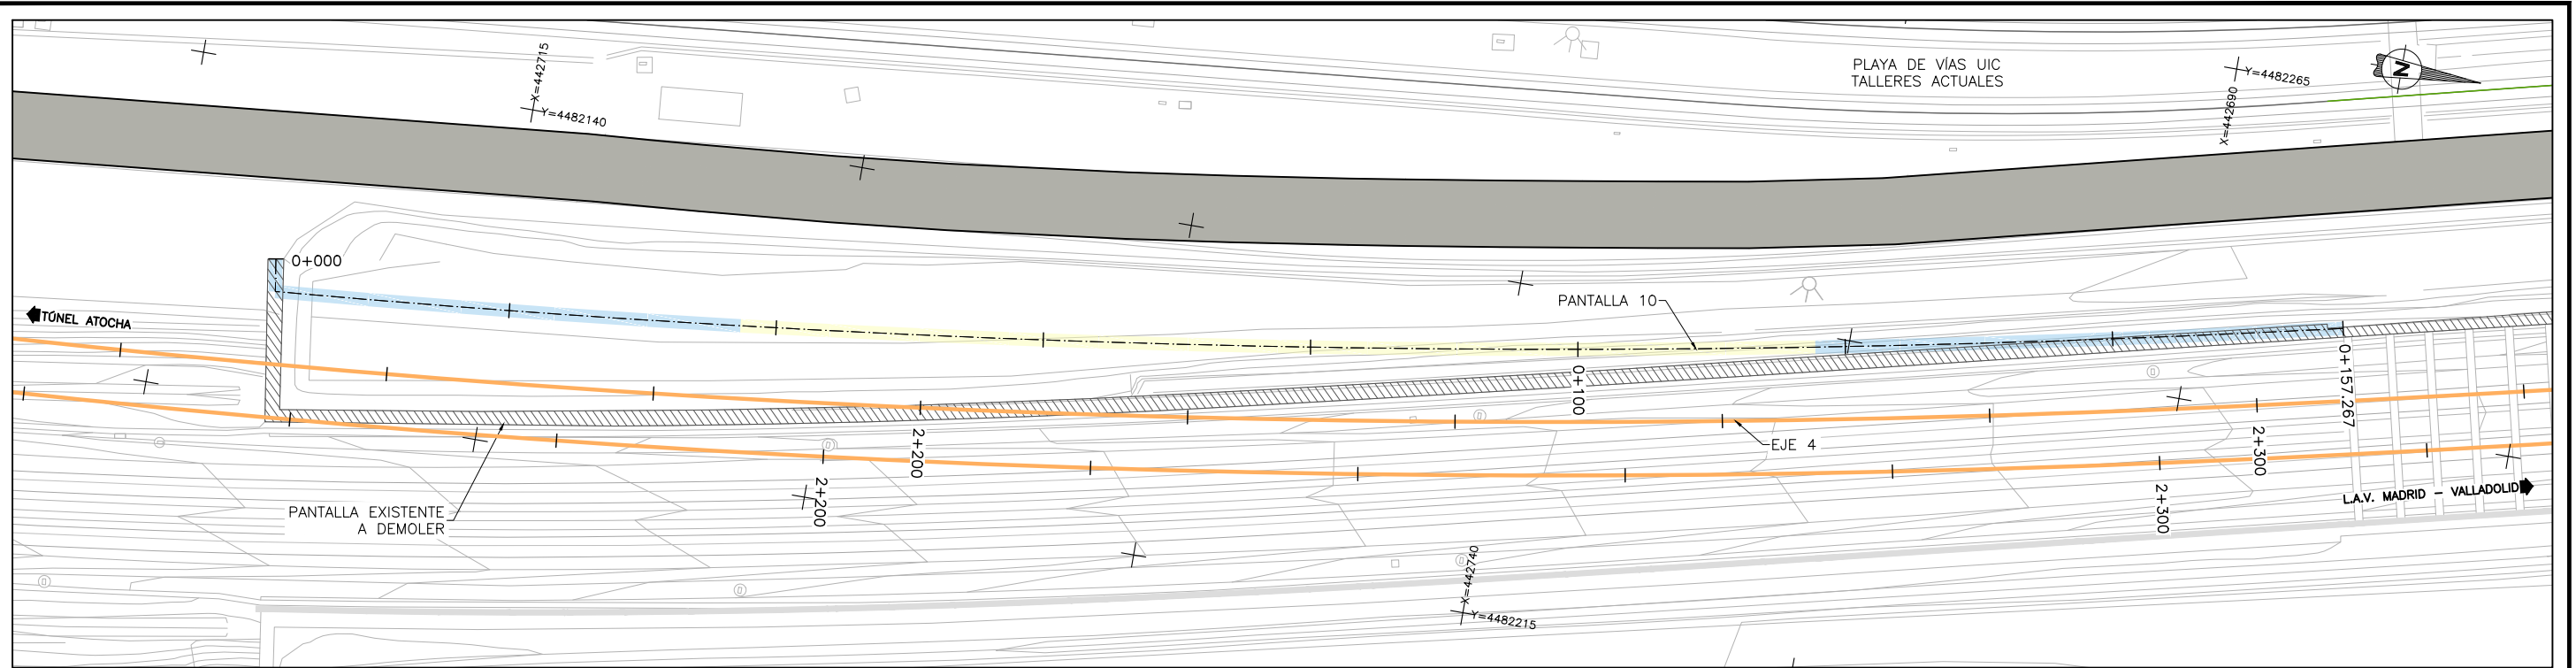 X=442715
Y=4482140
PLAYA DE VÍAS UIC
TALLERES ACTUALES
N
Y=4482265
X=442690
0+000
PANTALLA 10
TÚNEL ATOCHA
0+100
0+157.267
2+200
EJE 4
2+300
2+200
2+300
L.A.V. MADRID – VALLADOLID
PANTALLA EXISTENTE
A DEMOLER
X=442740
Y=4482215